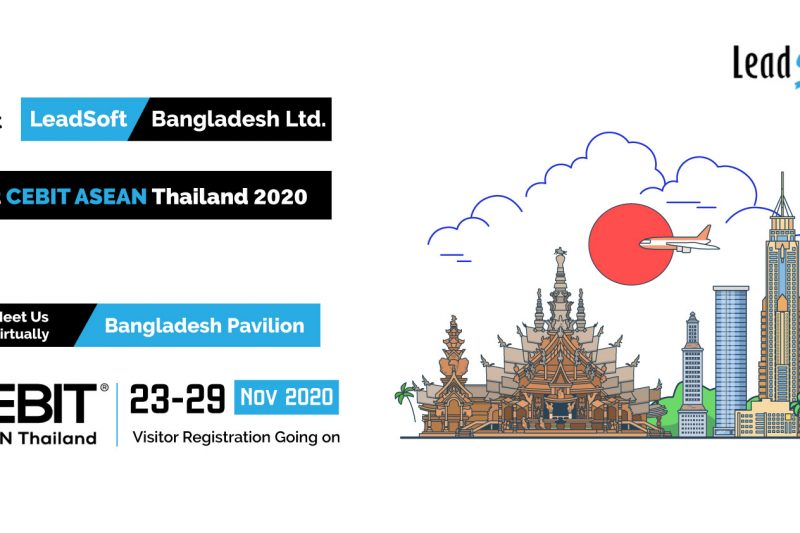 Lead
LeadSoft Bangladesh Ltd.
CEBIT ASEAN Thailand 2020
eet Us
irtually
Bangladesh Pavilion
EBIT®
N Thailand
23-29 Nov 2020
Visitor Registration Going on